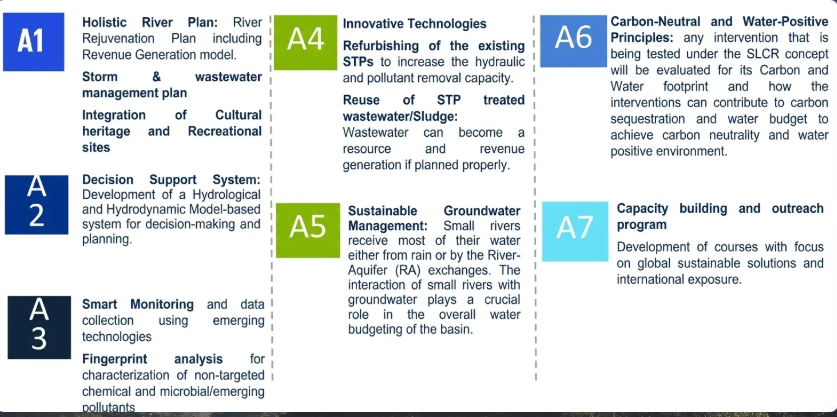 A1
Holistic River Plan: River
Rejuvenation Plan including
Revenue Generation model.
Storm & wastewater
management plan
Integration of Cultural
heritage and Recreational
sites
A
2
Decision Support System:
Development of a Hydrological
and Hydrodynamic Model-based
system for decision-making and
planning.
A
3
Smart Monitoring and data
collection using emerging
technologies
Fingerprint analysis for
characterization of non-targeted
chemical and microbial/emerging
pollutants
A4
Innovative Technologies
Refurbishing of the existing
STPs to increase the hydraulic
and pollutant removal capacity.
Reuse of STP treated
wastewater/Sludge:
Wastewater can become a
resource and revenue
generation if planned properly.
A5
Sustainable Groundwater
Management: Small rivers
receive most of their water
either from rain or by the River-
Aquifer (RA) exchanges. The
interaction of small rivers with
groundwater plays a crucial
role in the overall water
budgeting of the basin.
A6
Carbon-Neutral and Water-Positive
Principles: any intervention that is
being tested under the SLCR concept
will be evaluated for its Carbon and
Water footprint and how the
interventions can contribute to carbon
sequestration and water budget to
achieve carbon neutrality and water
positive environment.
A7
Capacity building and outreach
program
Development of courses with focus
on global sustainable solutions and
international exposure.